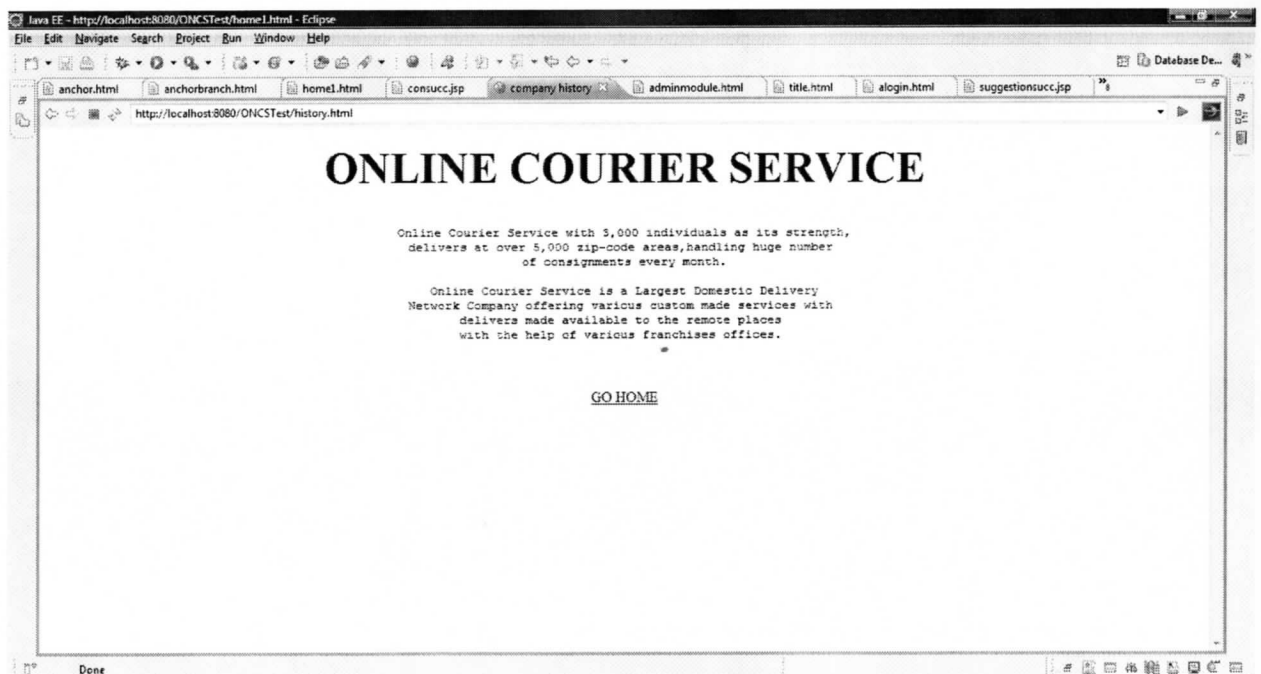 Java EE - http://localhost:8080/ONCSTest/home1.html - Eclipse
File Edit Navigate Search Project Run Window Help
Database De...
anchor.html anchorbranch.html home1.html consucc.jsp company history adminmodule.html title.html alogin.html suggestionsucc.jsp »8
http://localhost:8080/ONCSTest/history.html
ONLINE COURIER SERVICE
Online Courier Service with 5,000 individuals as its strength,
delivers at over 5,000 zip-code areas,handling huge number
of consignments every month.
Online Courier Service is a Largest Domestic Delivery
Network Company offering various custom made services with
delivers made available to the remote places
with the help of various franchises offices.
GO HOME
Done